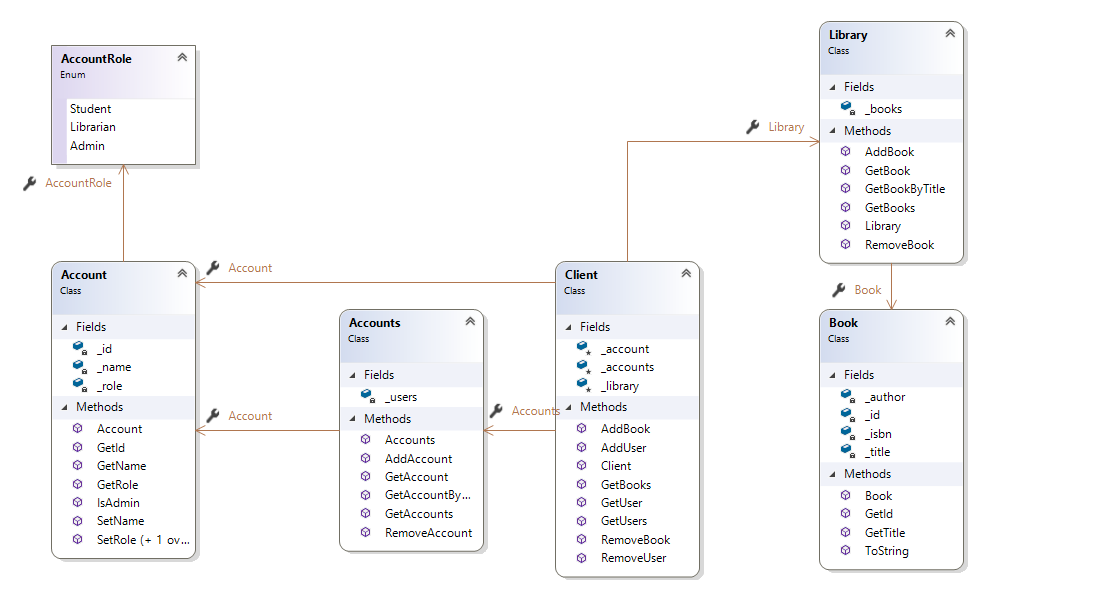 AccountRole
Enum
Student
Librarian
Admin
AccountRole
Account
Class
Fields
_id
_name
_role
Methods
Account
GetId
GetName
GetRole
IsAdmin
SetName
SetRole (+ 1 ov...
Account
Account
Accounts
Class
Fields
_users
Methods
Accounts
AddAccount
GetAccount
GetAccountBy...
GetAccounts
RemoveAccount
Accounts
Client
Class
Fields
_account
_accounts
_library
Methods
AddBook
AddUser
Client
GetBooks
GetUser
GetUsers
RemoveBook
RemoveUser
Library
Library
Class
Fields
_books
Methods
AddBook
GetBook
GetBookByTitle
GetBooks
Library
RemoveBook
Book
Book
Class
Fields
_author
_id
_isbn
_title
Methods
Book
GetId
GetTitle
ToString